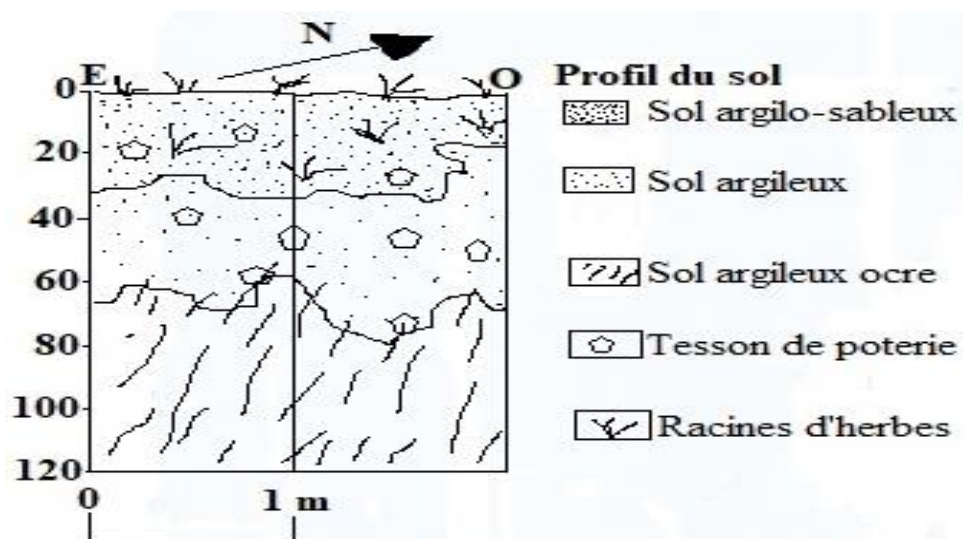 N
E
O
0
20
40
60
80
100
120
0
1 m
Profil du sol
Sol argilo-sableux
Sol argileux
Sol argileux ocre
Tesson de poterie
Racines d'herbes